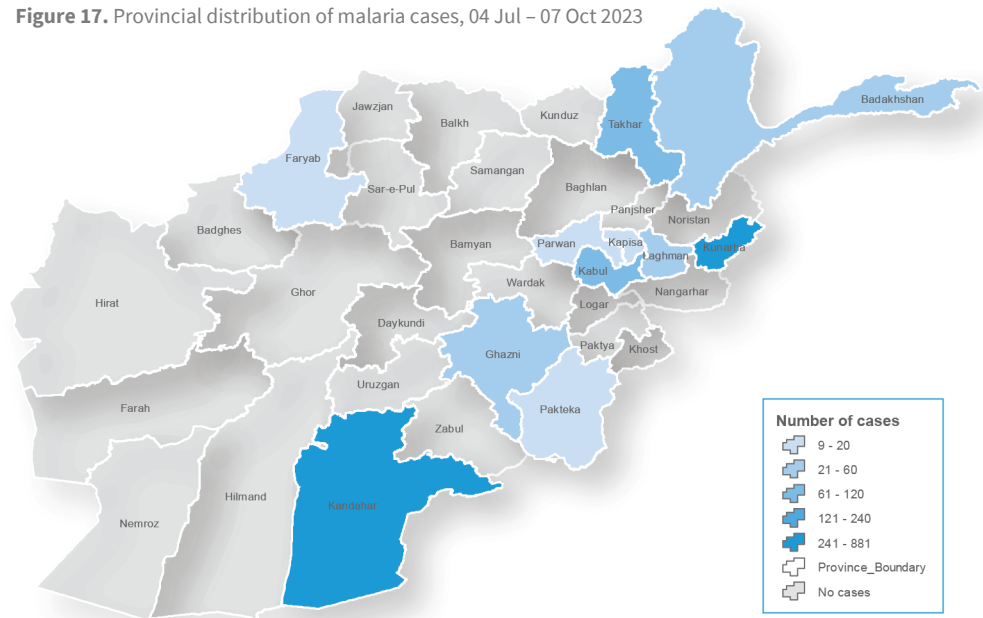 Figure 17. Provincial distribution of malaria cases, 04 Jul – 07 Oct 2023
Badakhshan
Jawzjan
Balkh
Kunduz
Takhar
Faryab
Samangan
Sar-e-Pul
Baghlan
Panjsher
Noristan
Badghes
Bamyan
Parwan
Kapisa
Kunarha
Laghman
Kabul
Hirat
Ghor
Wardak
Nangarhar
Logar
Daykundi
Paktya
Khost
Ghazni
Uruzgan
Farah
Pakteka
Zabul
Hilmand
Kandahar
Nemroz
Number of cases
9 - 20
21 - 60
61 - 120
121 - 240
241 - 881
Province_Boundary
No cases